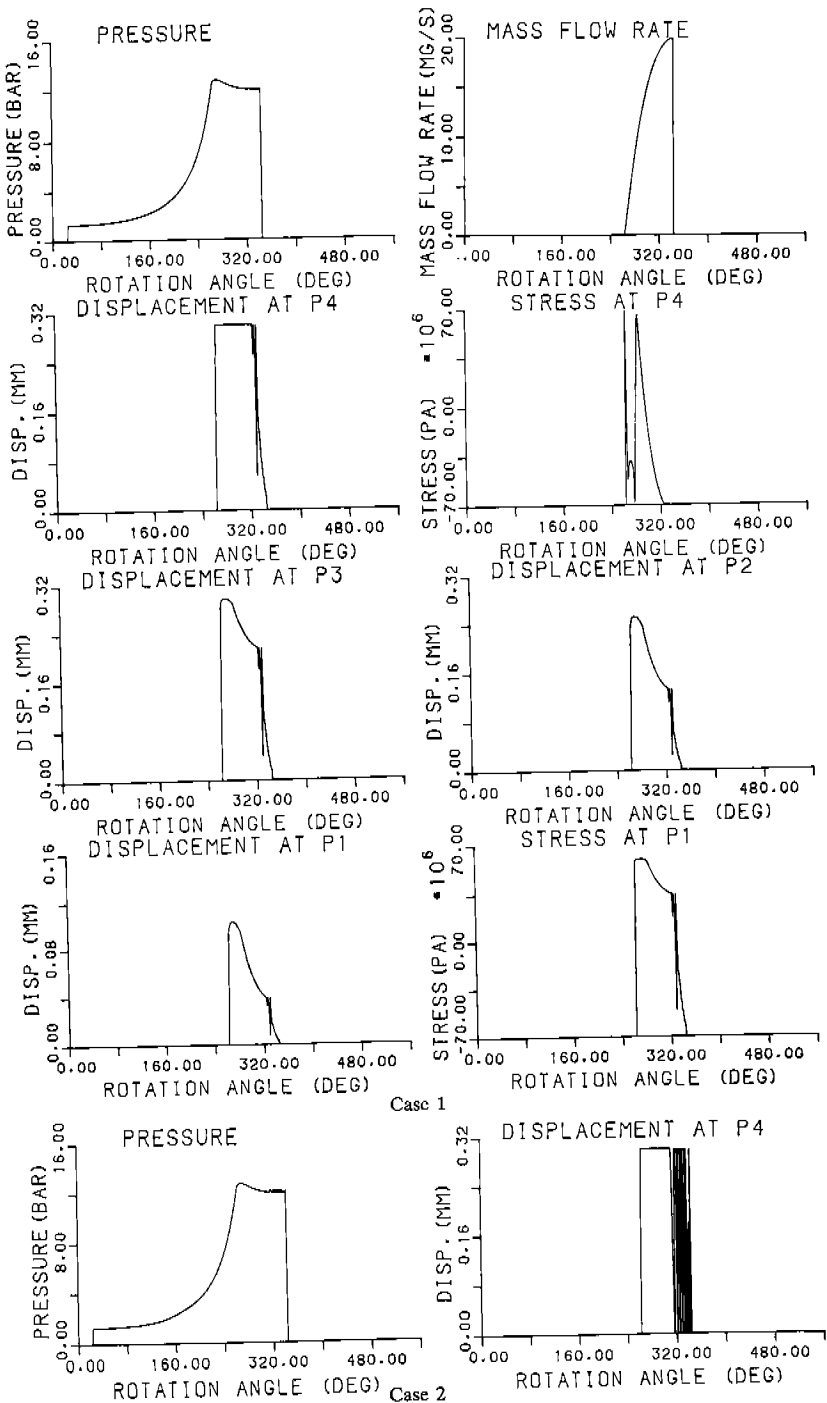 PRESSURE
PRESSURE (BAR)
16.00
8.00
0.00
0.00 160.00 320.00 480.00
ROTATION ANGLE (DEG)
MASS FLOW RATE
MASS FLOW RATE (MG/S)
20.00
10.00
0.00
0.00 160.00 320.00 480.00
ROTATION ANGLE (DEG)
DISPLACEMENT AT P4
DISP. (MM)
0.32
0.16
0.00
0.00 160.00 320.00 480.00
ROTATION ANGLE (DEG)
STRESS AT P4
STRESS (PA) *10^6
70.00
0.00
-70.00
0.00 160.00 320.00 480.00
ROTATION ANGLE (DEG)
DISPLACEMENT AT P3
DISP. (MM)
0.32
0.16
0.00
0.00 160.00 320.00 480.00
ROTATION ANGLE (DEG)
DISPLACEMENT AT P2
DISP. (MM)
0.32
0.16
0.00
0.00 160.00 320.00 480.00
ROTATION ANGLE (DEG)
DISPLACEMENT AT P1
DISP. (MM)
0.16
0.08
0.00
0.00 160.00 320.00 480.00
ROTATION ANGLE (DEG)
STRESS AT P1
STRESS (PA) *10^6
70.00
0.00
-70.00
0.00 160.00 320.00 480.00
ROTATION ANGLE (DEG)
Case 1
PRESSURE
PRESSURE (BAR)
16.00
8.00
0.00
0.00 160.00 320.00 480.00
ROTATION ANGLE (DEG)
DISPLACEMENT AT P4
DISP. (MM)
0.32
0.16
0.00
0.00 160.00 320.00 480.00
ROTATION ANGLE (DEG)
Case 2